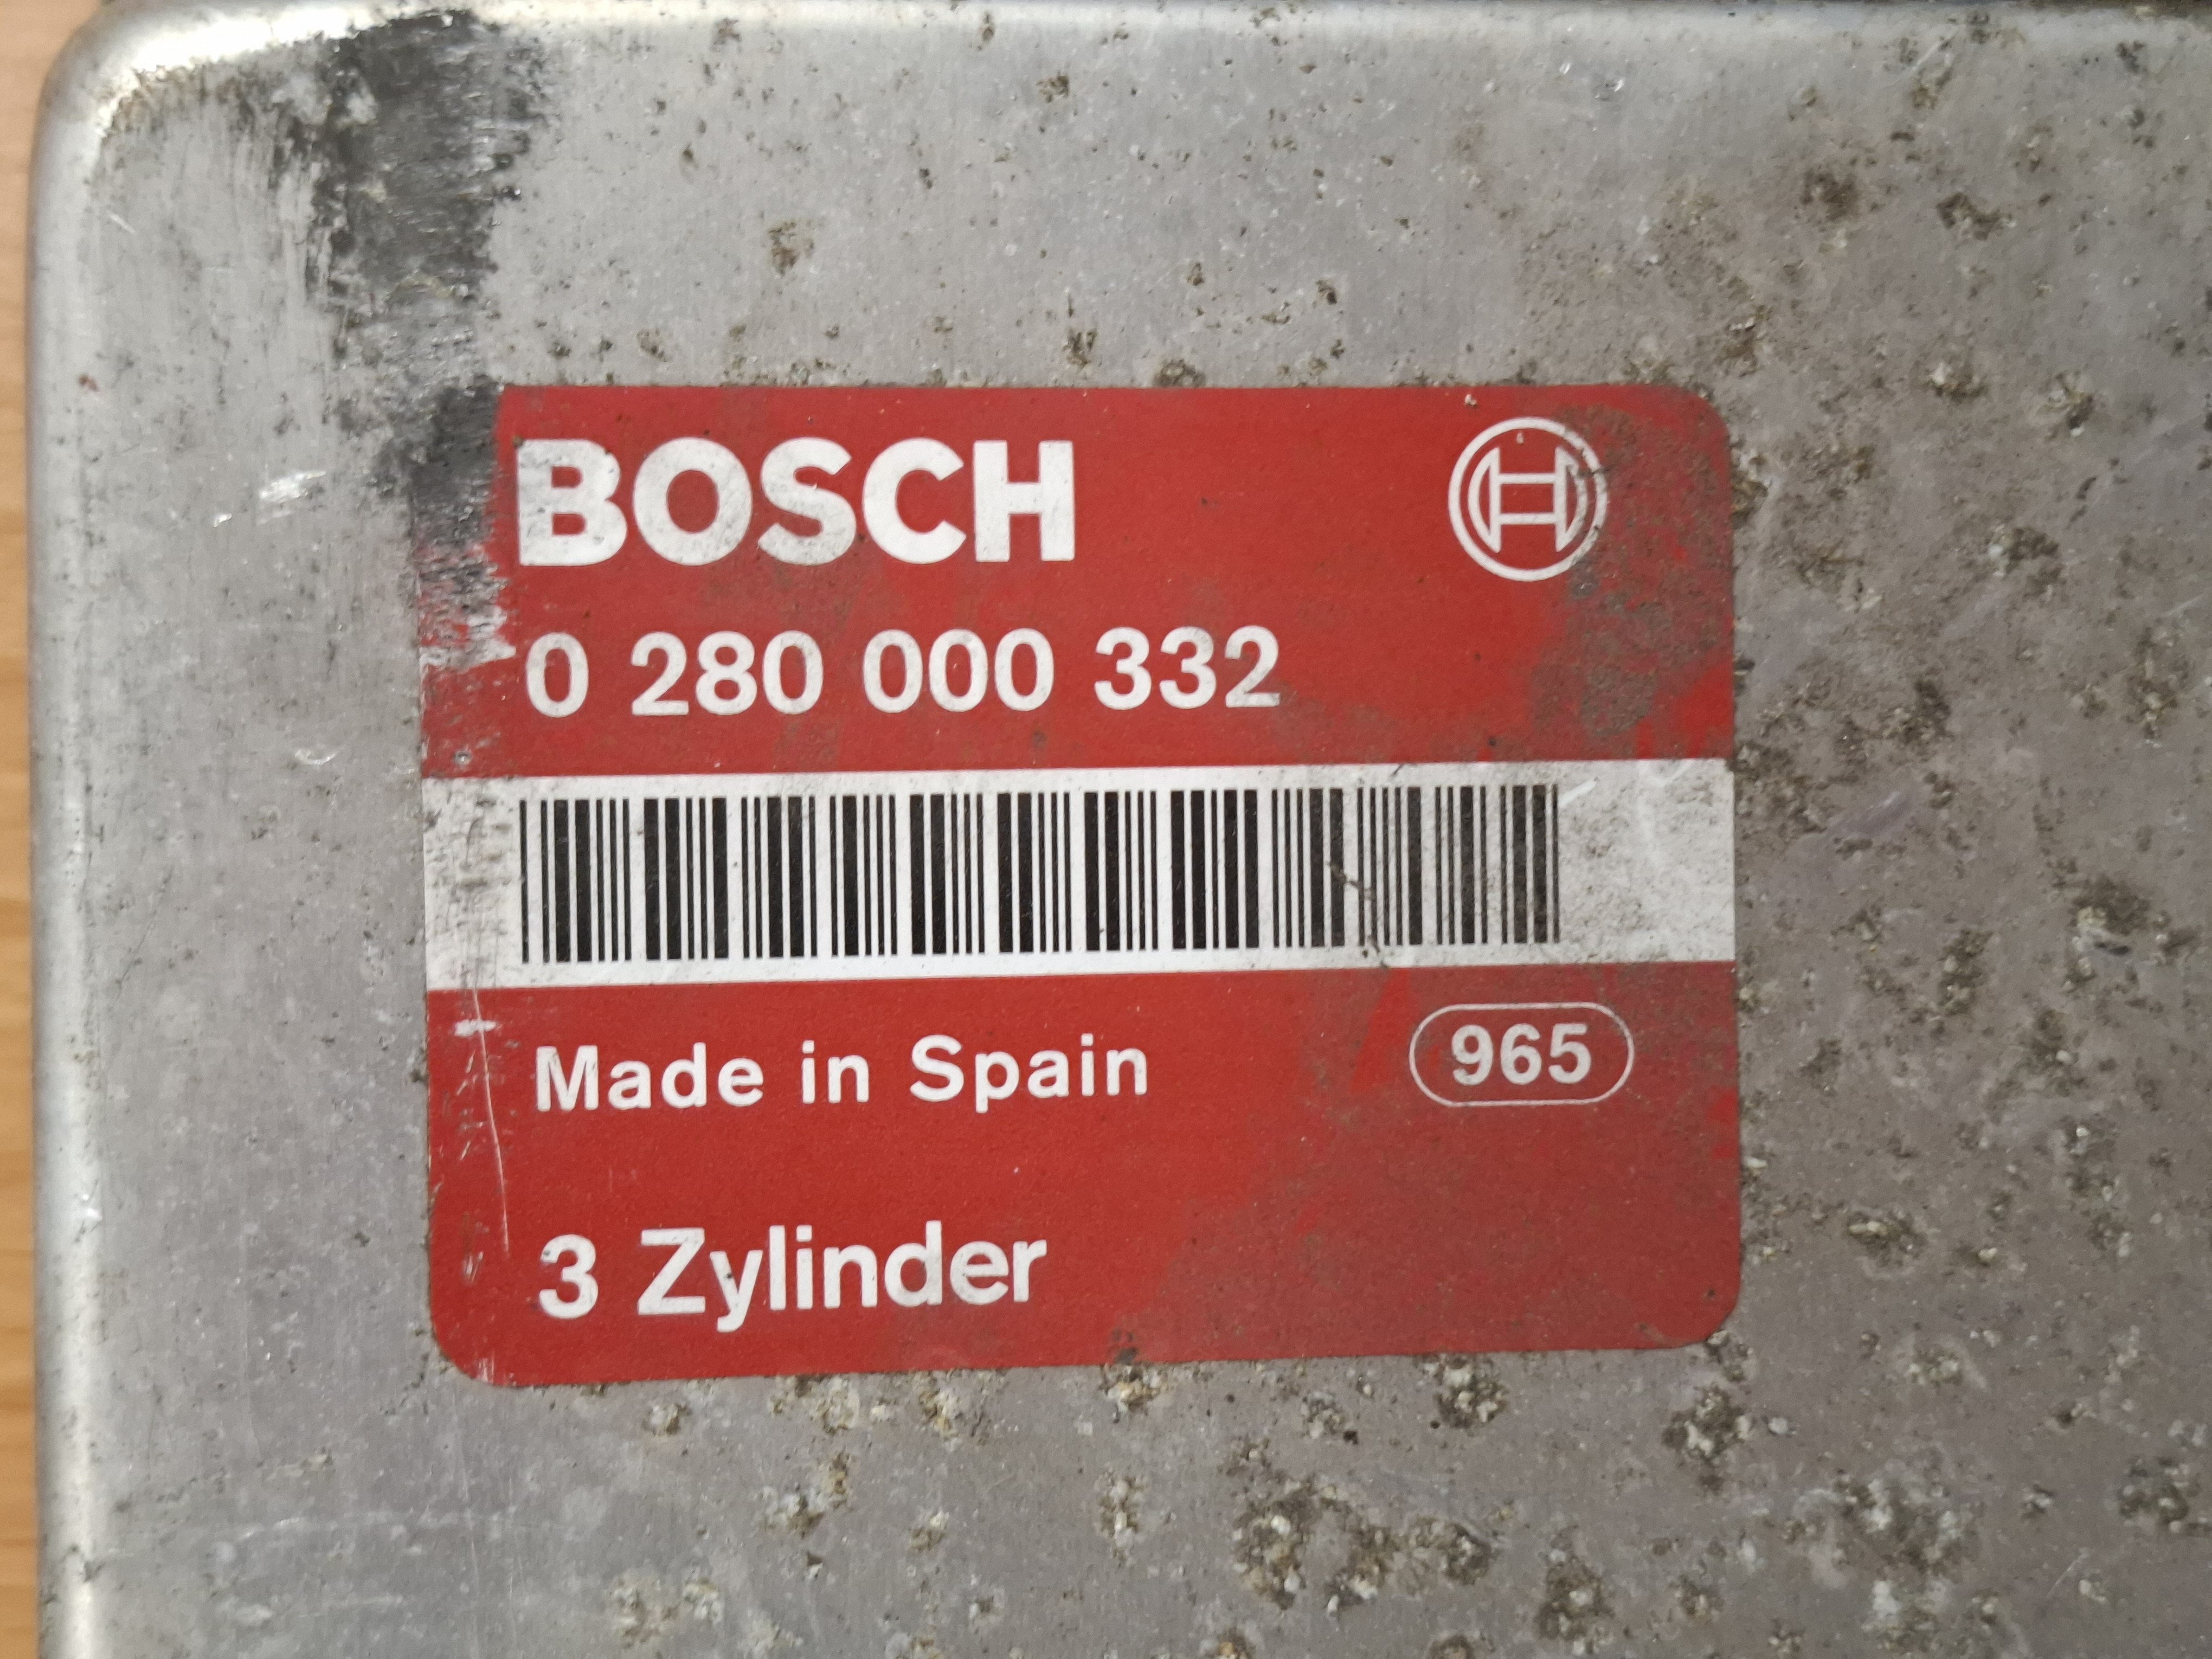 BOSCH
0 280 000 332
Made in Spain 965
3 Zylinder